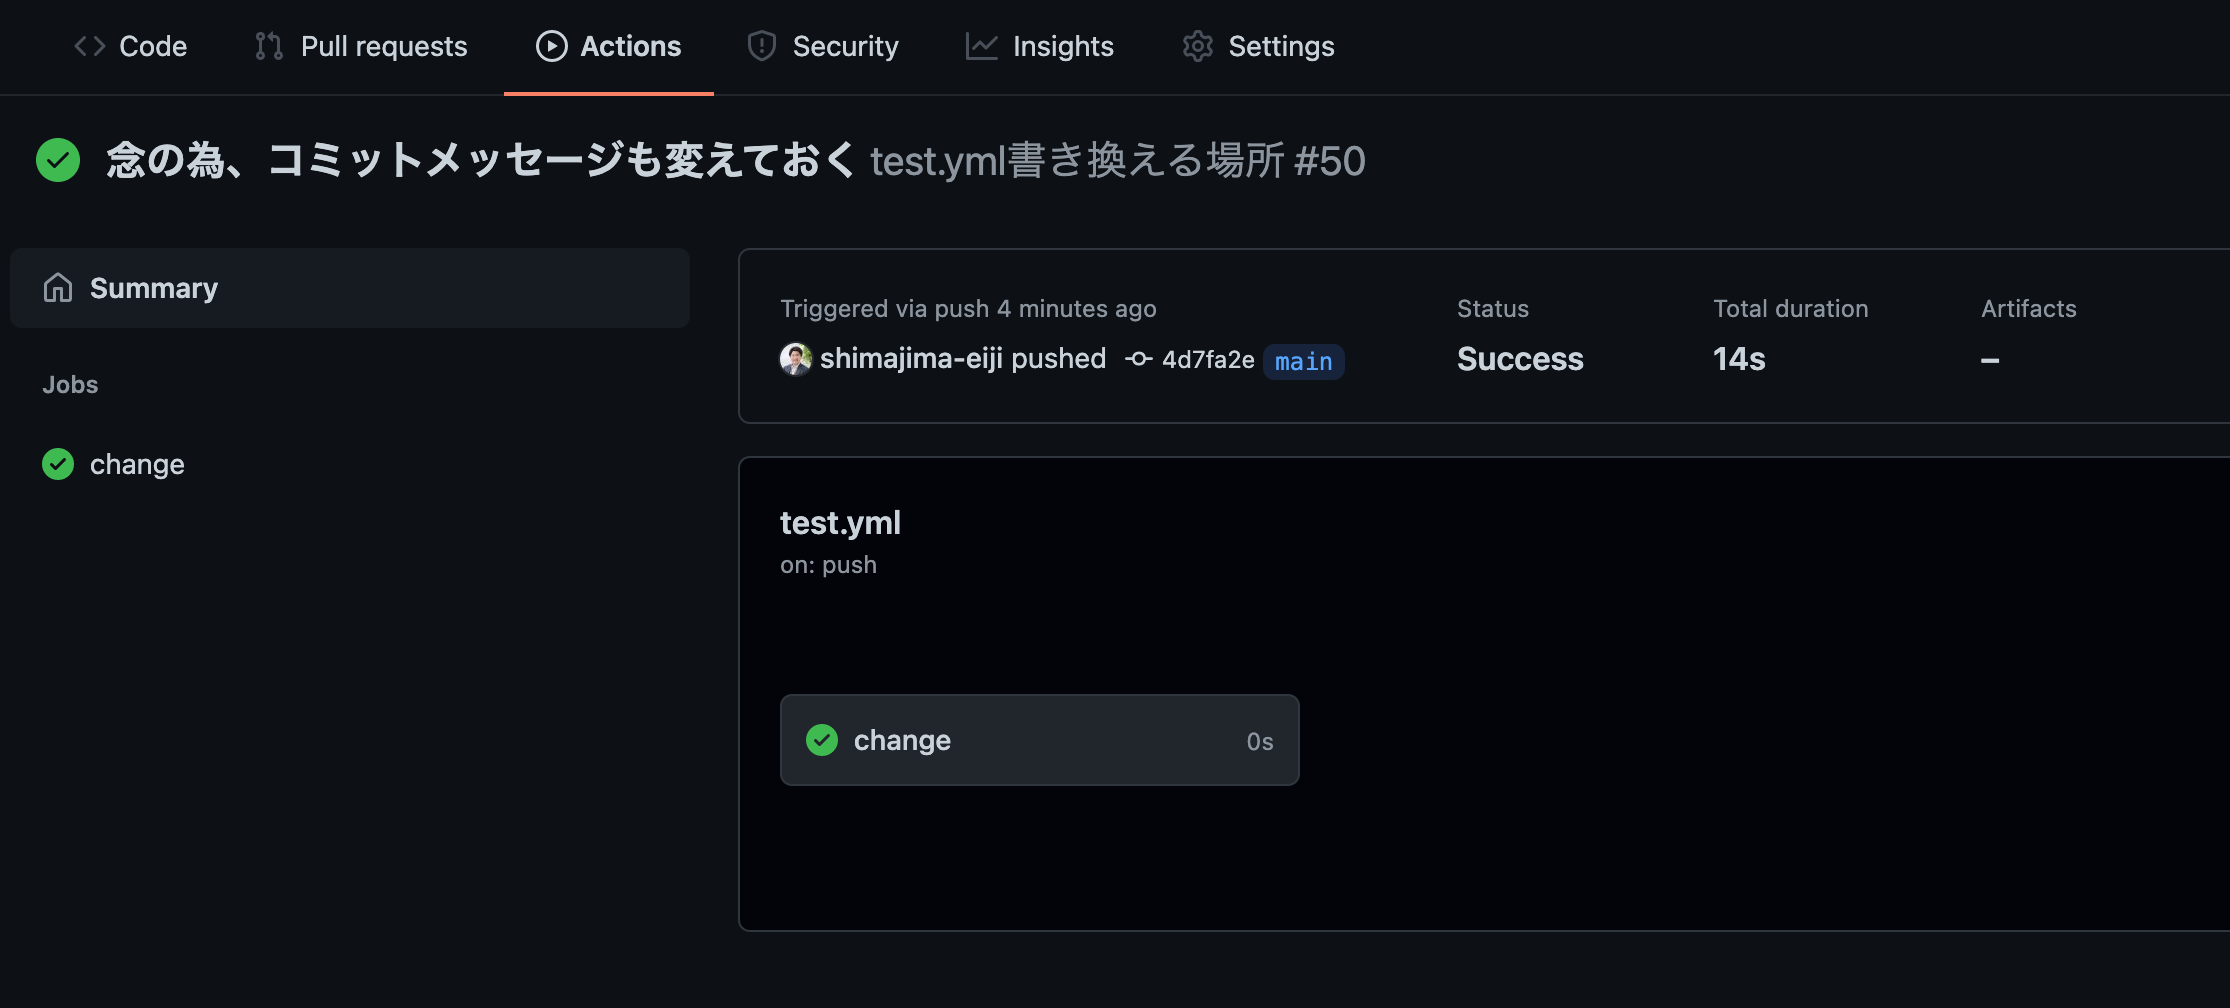 Code Pull requests Actions Security Insights Settings
念の為、コミットメッセージも変えておく test.yml書き換える場所 #50
Summary
Jobs
change
Triggered via push 4 minutes ago
shimajima-eiji pushed 4d7fa2e main
Status
Success
Total duration
14s
Artifacts
–
test.yml
on: push
change 0s